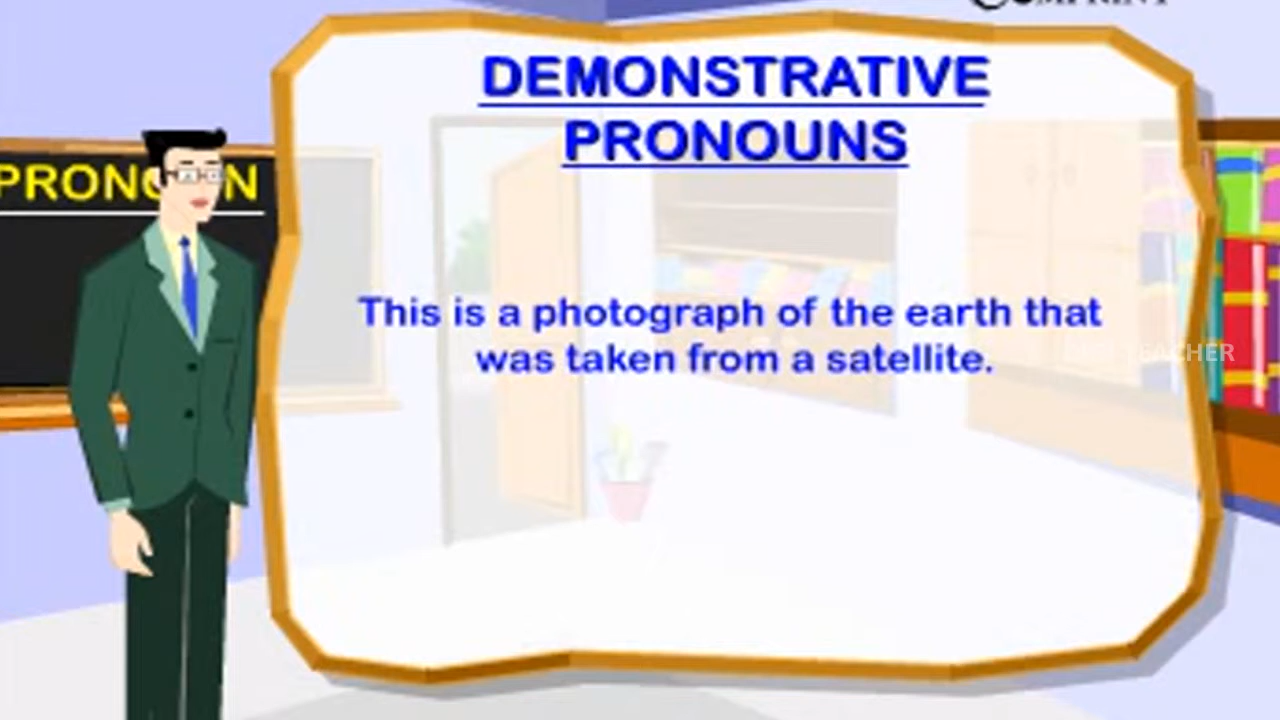 DEMONSTRATIVE
PRONOUNS
This is a photograph of the earth that
was taken from a satellite.